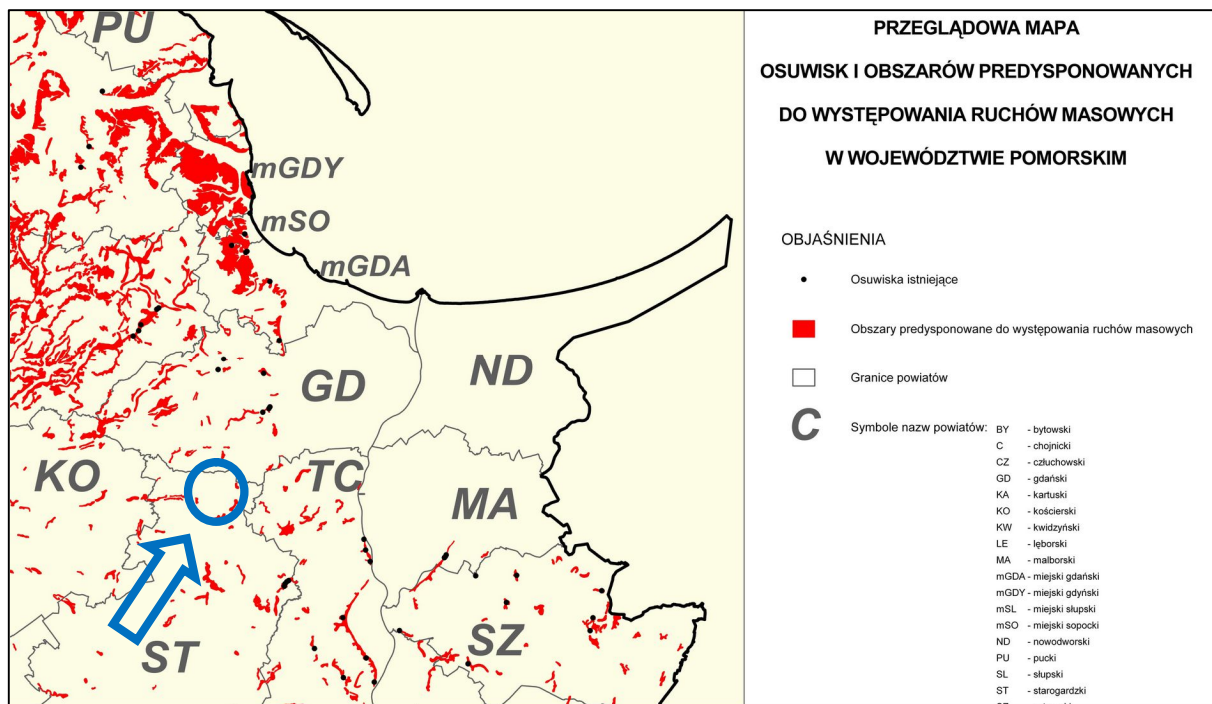 PU
mGDY
mSO
mGDA
GD
ND
KO
TC
MA
ST
SZ
PRZEGLĄDOWA MAPA
OSUWISK I OBSZARÓW PREDYSPONOWANYCH
DO WYSTĘPOWANIA RUCHÓW MASOWYCH
W WOJEWÓDZTWIE POMORSKIM
OBJAŚNIENIA
Osuwiska istniejące
Obszary predysponowane do występowania ruchów masowych
Granice powiatów
C Symbole nazw powiatów:
BY - bytowski
C - chojnicki
CZ - człuchowski
GD - gdański
KA - kartuski
KO - kościerski
KW - kwidzyński
LE - lęborski
MA - malborski
mGDA - miejski gdański
mGDY - miejski gdyński
mSL - miejski słupski
mSO - miejski sopocki
ND - nowodworski
PU - pucki
SL - słupski
ST - starogardzki